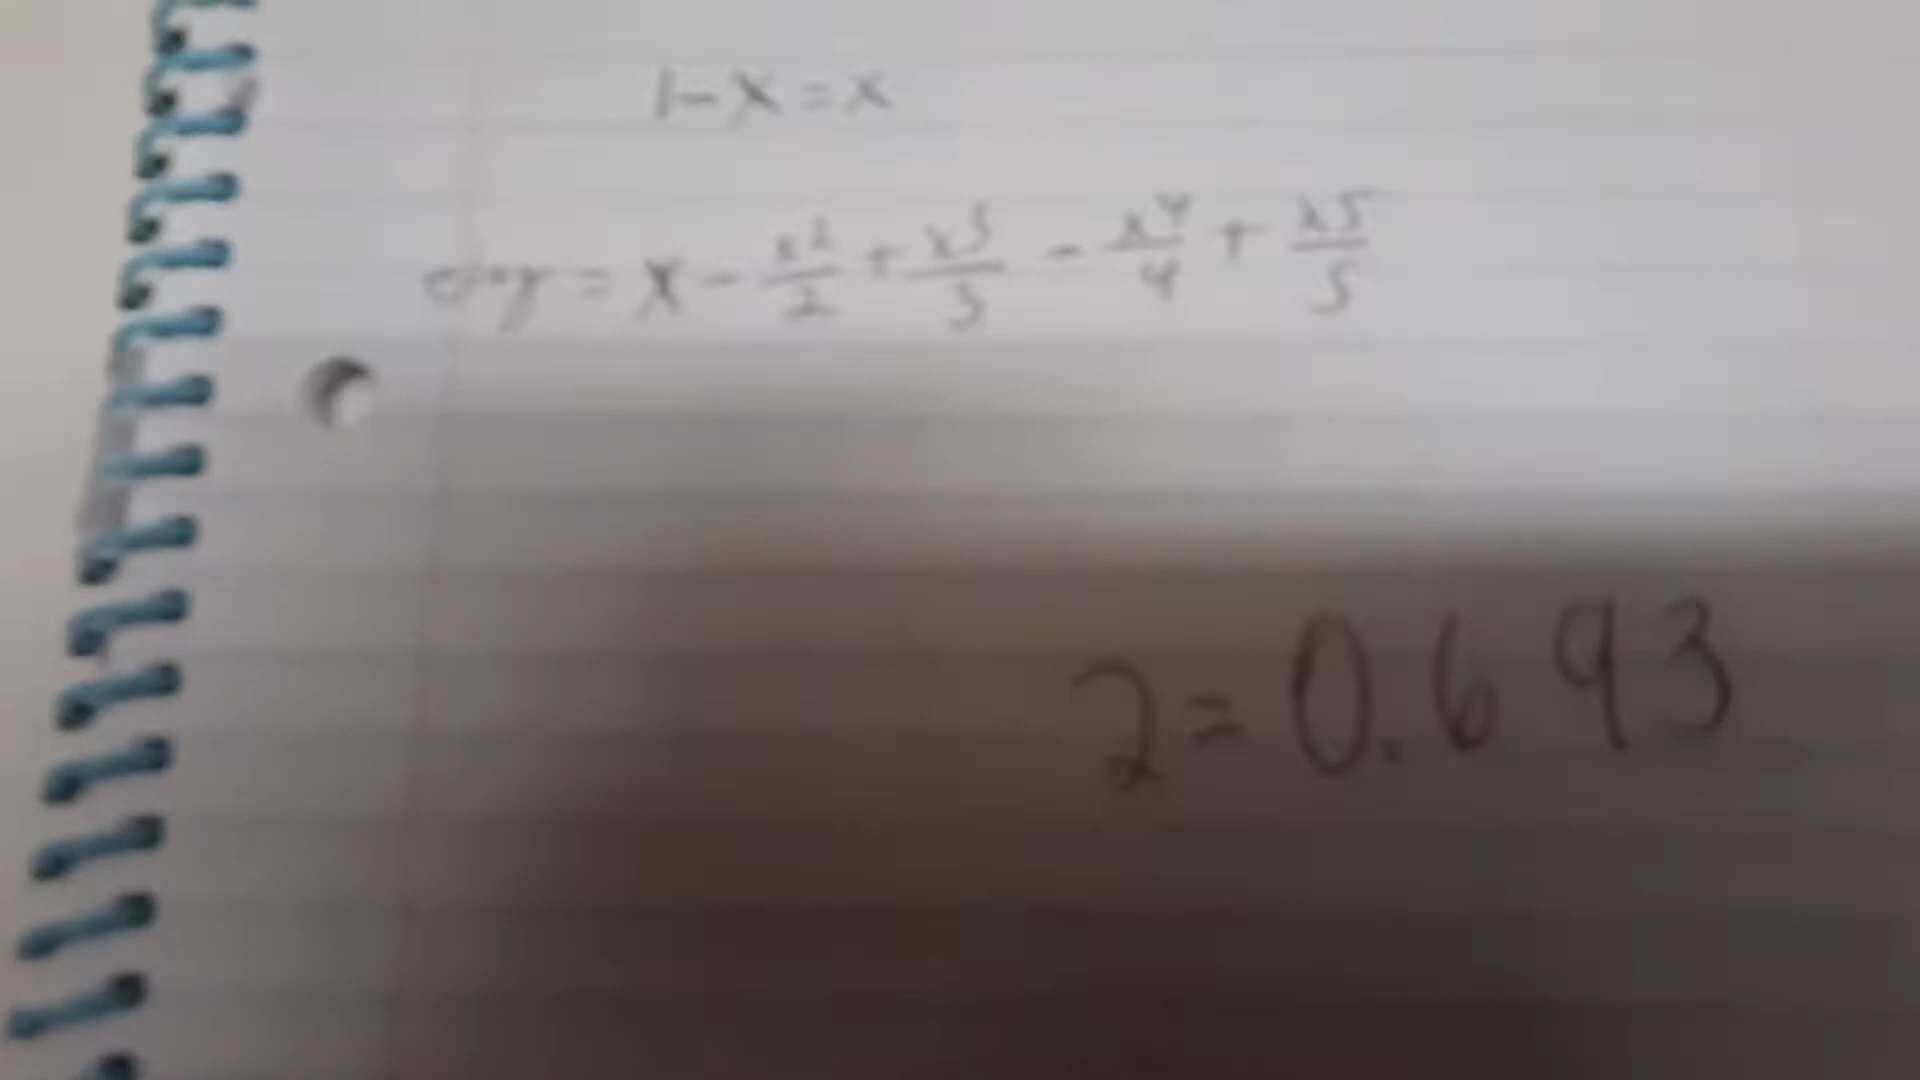 1-x=x
= x - x²/2 + x³/3 - x⁴/4 + x5/5
2=0.693